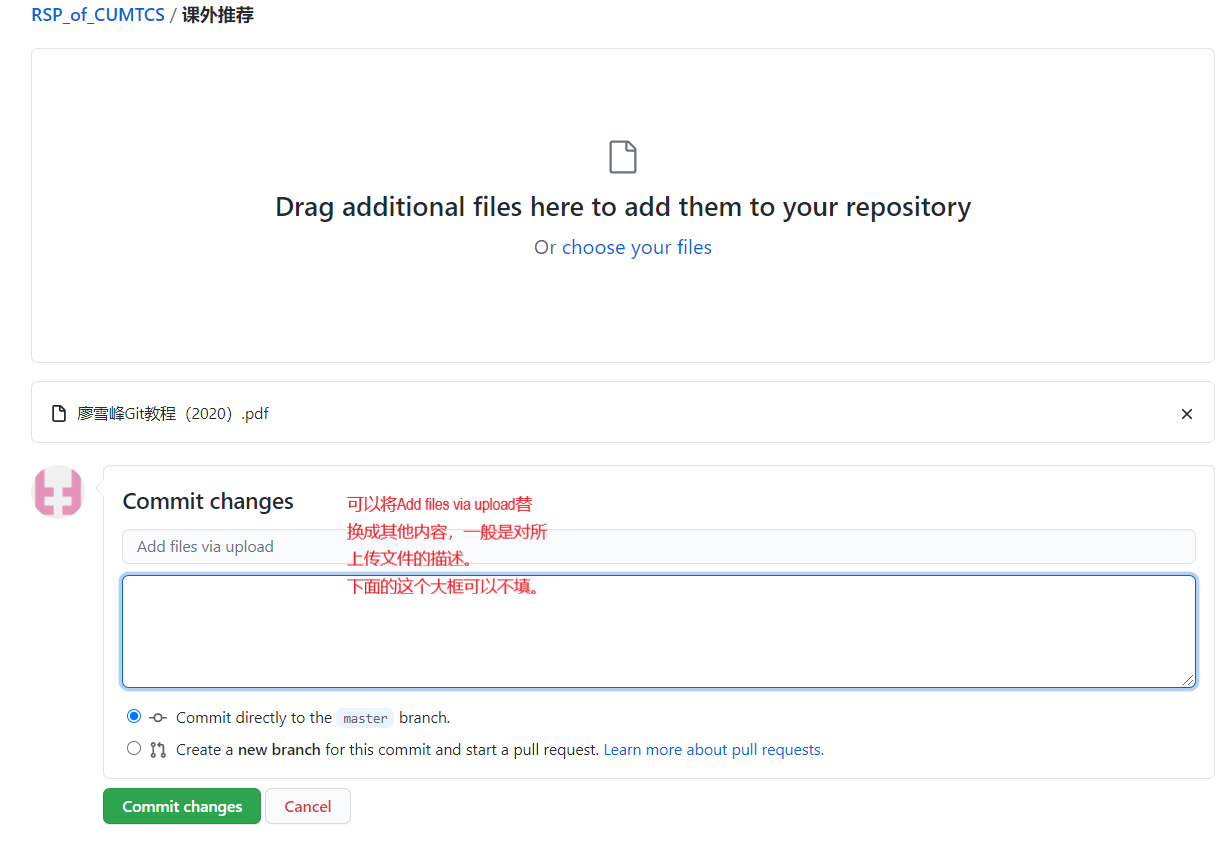 RSP_of_CUMTCS / 课外推荐
Drag additional files here to add them to your repository
Or choose your files
廖雪峰Git教程（2020）.pdf
Commit changes
可以将Add files via upload替
换成其他内容，一般是对所
Add files via upload
上传文件的描述。
下面的这个大框可以不填。
Commit directly to the master branch.
Create a new branch for this commit and start a pull request. Learn more about pull requests.
Commit changes
Cancel